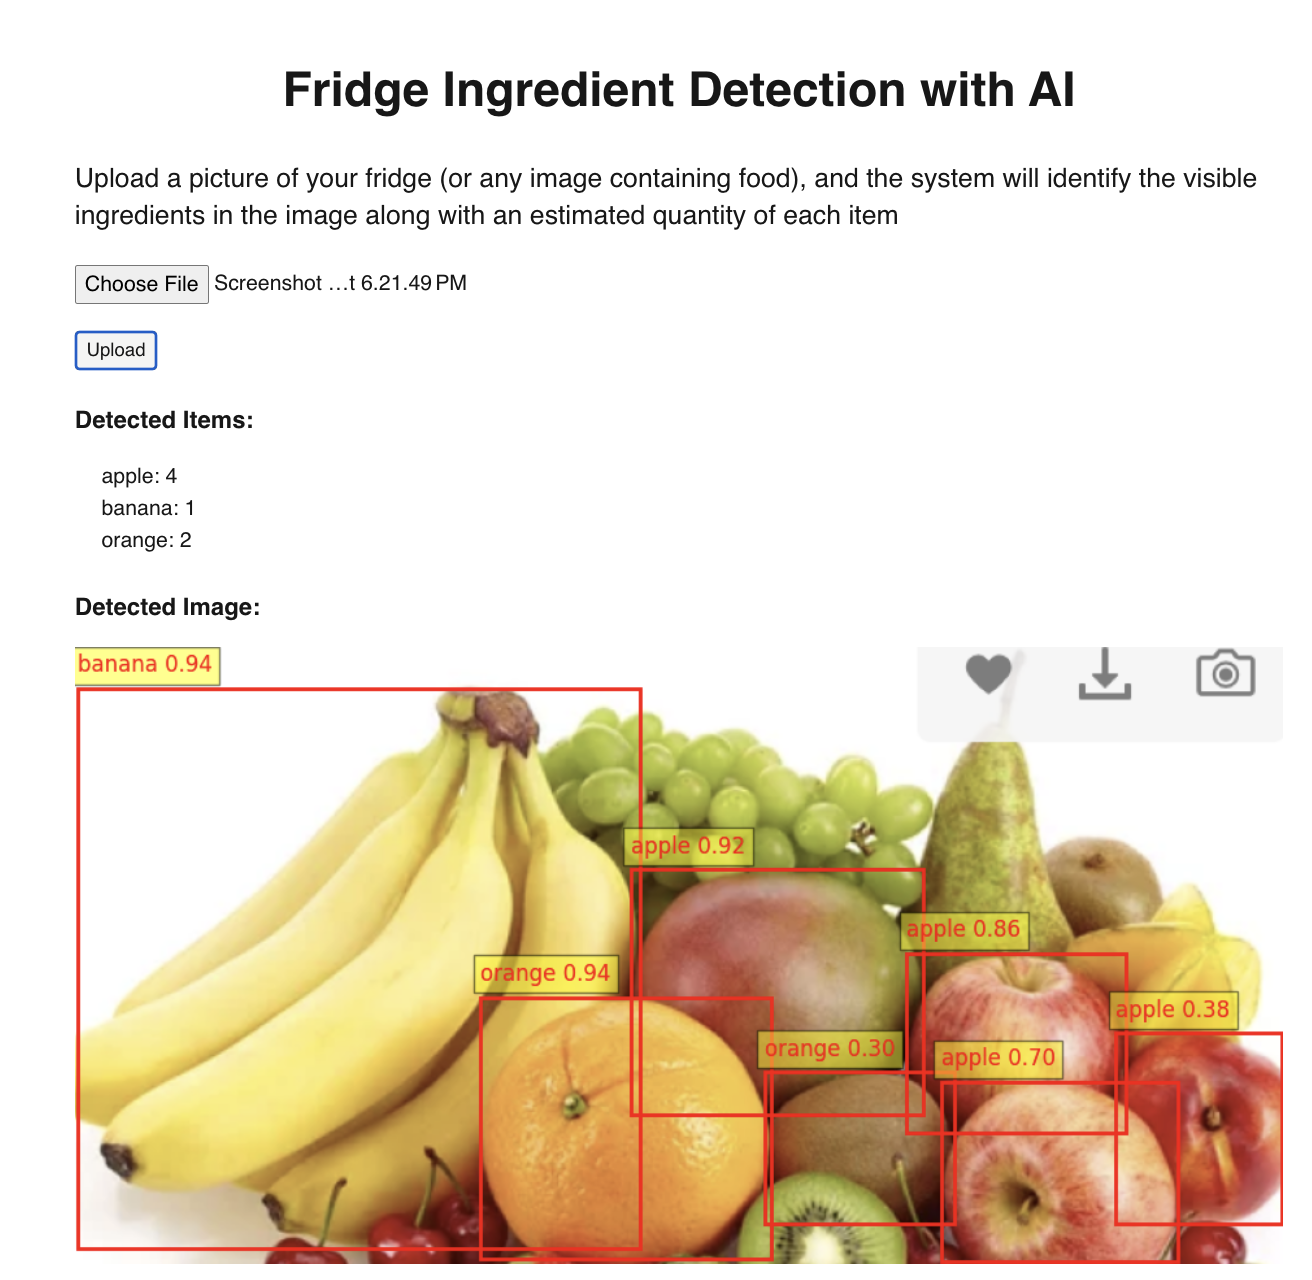 Fridge Ingredient Detection with AI
Upload a picture of your fridge (or any image containing food), and the system will identify the visible
ingredients in the image along with an estimated quantity of each item
Choose File Screenshot …t 6.21.49 PM
Upload
Detected Items:
apple: 4
banana: 1
orange: 2
Detected Image:
banana 0.94
apple 0.92
apple 0.86
orange 0.94
apple 0.38
orange 0.30
apple 0.70